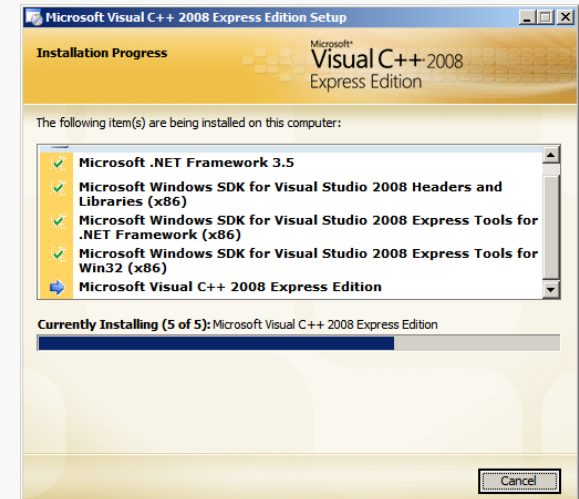 Microsoft Visual C++ 2008 Express Edition Setup
Installation Progress
Microsoft®
Visual C++ 2008
Express Edition
The following item(s) are being installed on this computer:
Microsoft .NET Framework 3.5
Microsoft Windows SDK for Visual Studio 2008 Headers and
Libraries (x86)
Microsoft Windows SDK for Visual Studio 2008 Express Tools for
.NET Framework (x86)
Microsoft Windows SDK for Visual Studio 2008 Express Tools for
Win32 (x86)
Microsoft Visual C++ 2008 Express Edition
Currently Installing (5 of 5): Microsoft Visual C++ 2008 Express Edition
Cancel